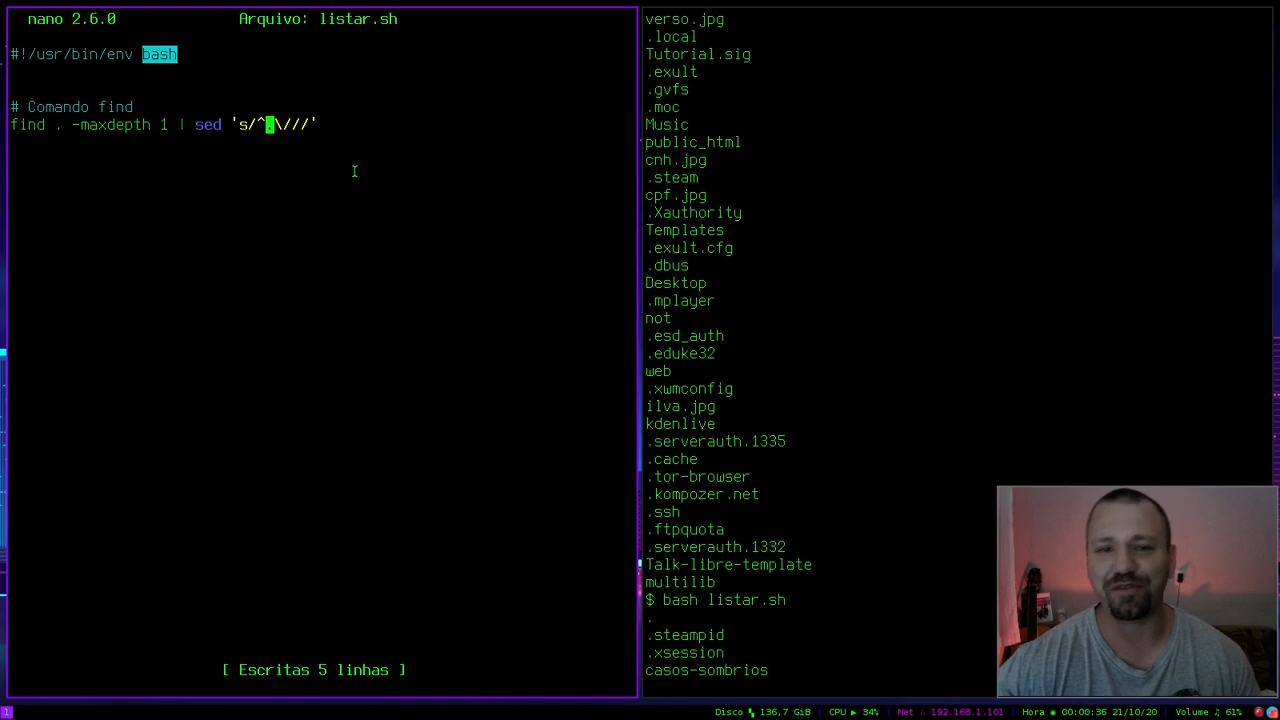 nano 2.6.0 Arquivo: listar.sh
#!/usr/bin/env bash
# Comando find
find . -maxdepth 1 | sed 's/^.\///'
[ Escritas 5 linhas ]
verso.jpg
.local
Tutorial.sig
.exult
.gvfs
.moc
Music
public_html
cnh.jpg
.steam
cpf.jpg
.Xauthority
Templates
.exult.cfg
.dbus
Desktop
.mplayer
not
.esd_auth
.eduke32
web
.xwmconfig
ilva.jpg
kdenlive
.serverauth.1335
.cache
.tor-browser
.kompozer.net
.ssh
.ftpquota
.serverauth.1332
Talk-libre-template
multilib
$ bash listar.sh
.
.steampid
.xsession
casos-sombrios
1 Disco 136,7 GiB | CPU ▶ 34% | Net 192.168.1.101 | Hora ◉ 00:00:36 21/10/20 | Volume ♫ 61%